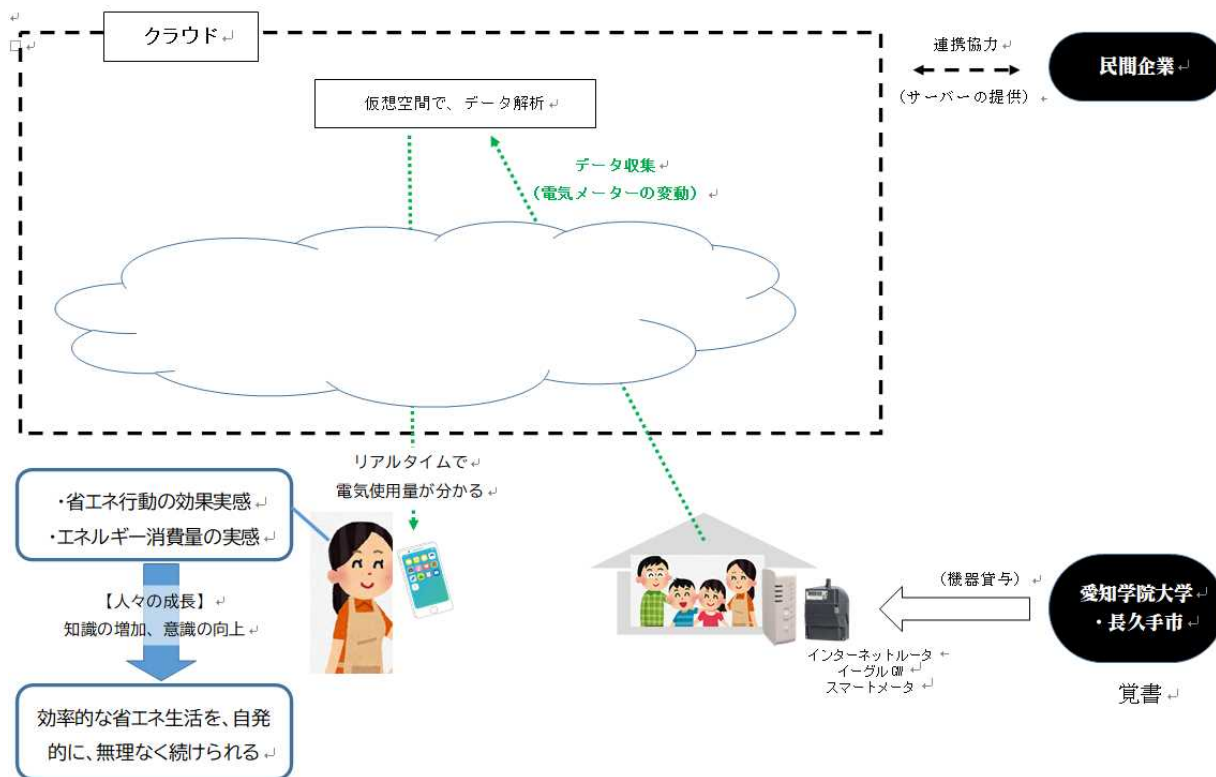 クラウド
仮想空間で、データ解析
データ収集
（電気メーターの変動）
連携協力
（サーバーの提供）
民間企業
リアルタイムで
電気使用量が分かる
・省エネ行動の効果実感
・エネルギー消費量の実感
【人々の成長】
知識の増加、意識の向上
効率的な省エネ生活を、自発
的に、無理なく続けられる
インターネットルータ
イーグルGW
スマートメータ
（機器貸与）
愛知学院大学
・長久手市
覚書